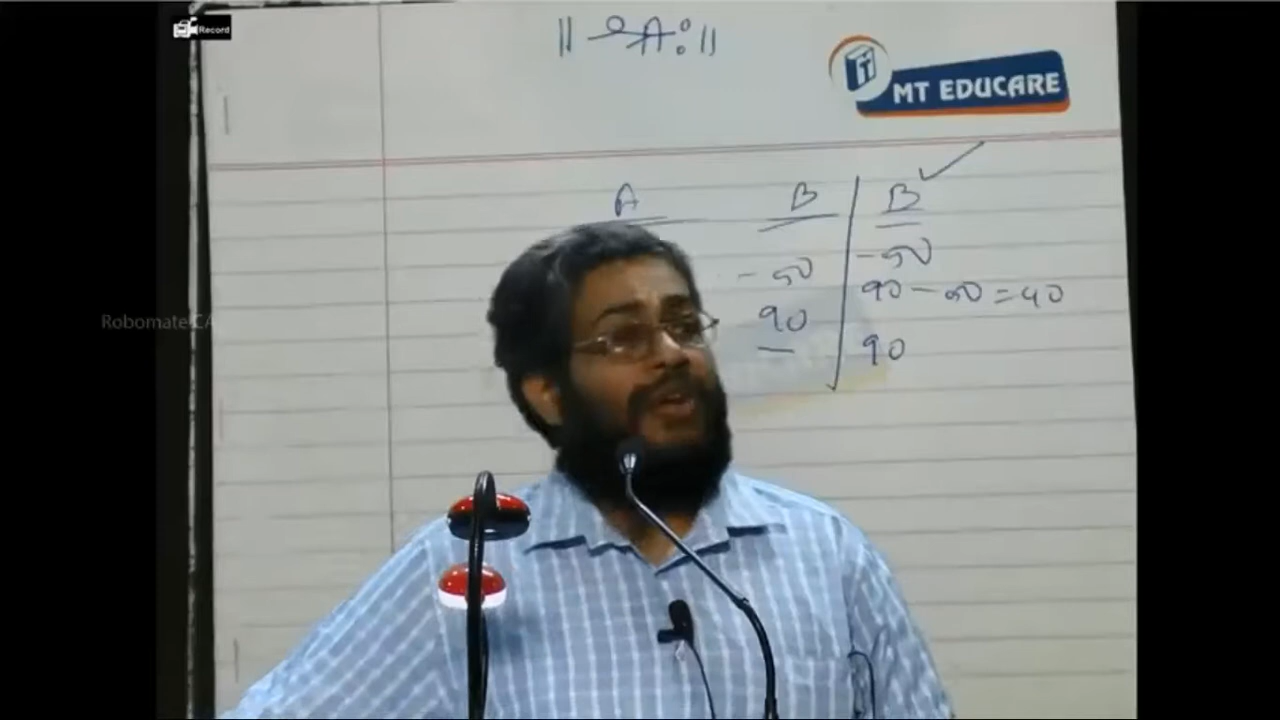 Record
MT EDUCARE
A B B
-50 -50
90 90-50=40
— 90
Robomate CA